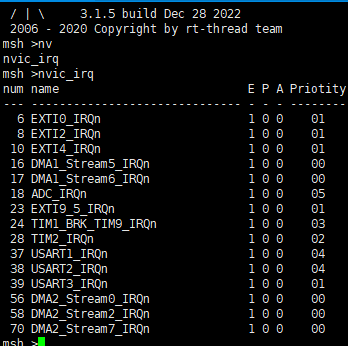 / | \ 3.1.5 build Dec 28 2022
2006 - 2020 Copyright by rt-thread team
msh >nv
nvic_irq
msh >nvic_irq
num name E P A Priotity
--- ---------------------------- - - - --------
6 EXTI0_IRQn 1 0 0 01
8 EXTI2_IRQn 1 0 0 01
10 EXTI4_IRQn 1 0 0 01
16 DMA1_Stream5_IRQn 1 0 0 00
17 DMA1_Stream6_IRQn 1 0 0 00
18 ADC_IRQn 1 0 0 05
23 EXTI9_5_IRQn 1 0 0 01
24 TIM1_BRK_TIM9_IRQn 1 0 0 03
28 TIM2_IRQn 1 0 0 02
37 USART1_IRQn 1 0 0 04
38 USART2_IRQn 1 0 0 04
39 USART3_IRQn 1 0 0 01
56 DMA2_Stream0_IRQn 1 0 0 00
58 DMA2_Stream2_IRQn 1 0 0 00
70 DMA2_Stream7_IRQn 1 0 0 00
msh >